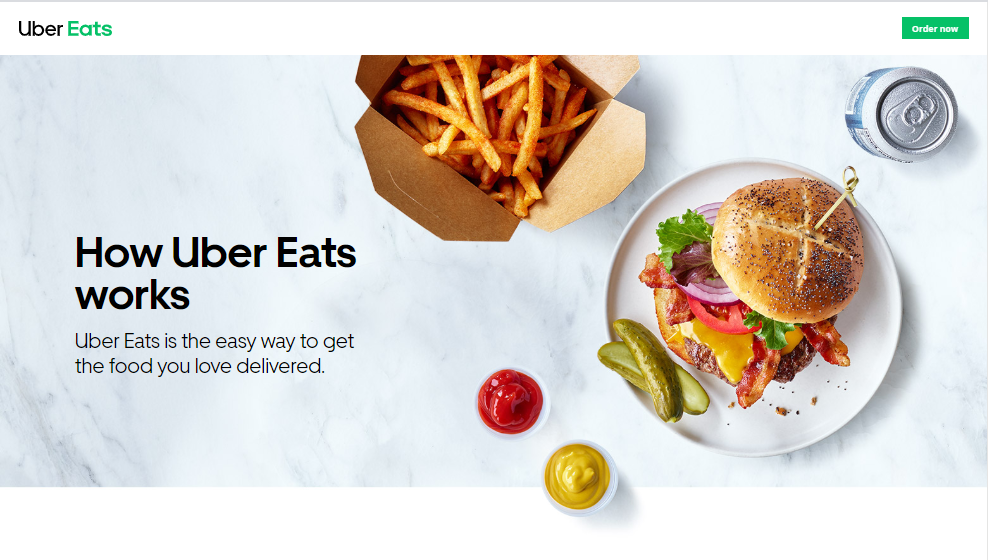 Uber Eats
Order now
How Uber Eats
works
Uber Eats is the easy way to get
the food you love delivered.